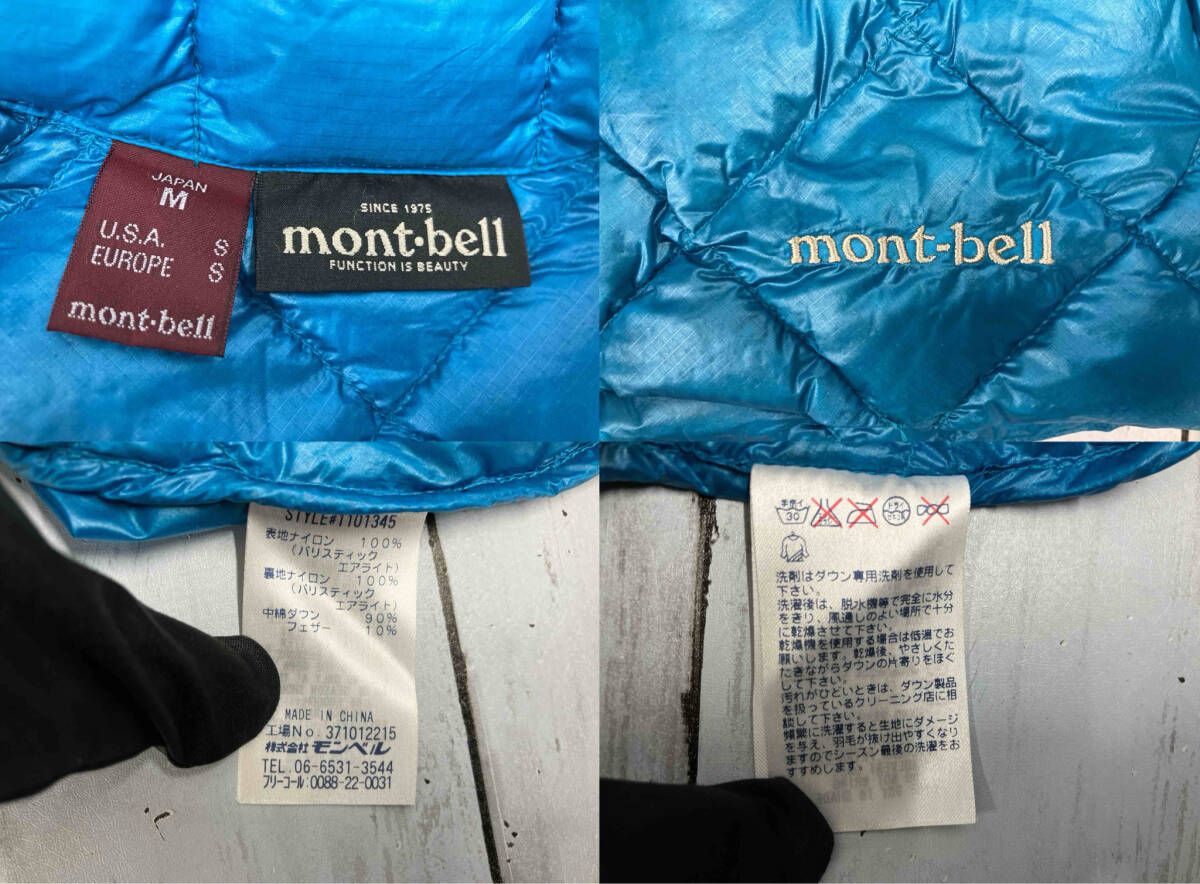 JAPAN
M
U.S.A. S
EUROPE S
mont·bell
SINCE 1975
mont·bell
FUNCTION IS BEAUTY
mont-bell
STYLE#1101345
表地ナイロン 100%
(バリスティック
エアライト)
裏地ナイロン 100%
(バリスティック
エアライト)
中綿ダウン 90%
フェザー 10%
MADE IN CHINA
工場No. 371012215
株式会社 モンベル
TEL.06-6531-3544
フリーコール:0088-22-0031
手洗イ
30
ドライ
洗剤はダウン専用洗剤を使用して
下さい。
洗濯後は、脱水機等で完全に水分
をきり、風通しのよい場所で十分
に乾燥させて下さい。
乾燥機を使用する場合は低温でお
願いします。乾燥後、やさしくた
たきながらダウンの片寄りをほぐ
して下さい。
汚れがひどいときは、ダウン製品
を扱っているクリーニング店に相
談して下さい。
頻繁に洗濯すると生地にダメージ
を与え、羽毛が抜け出やすくなり
ますのでシーズン最後の洗濯をお
すすめします。